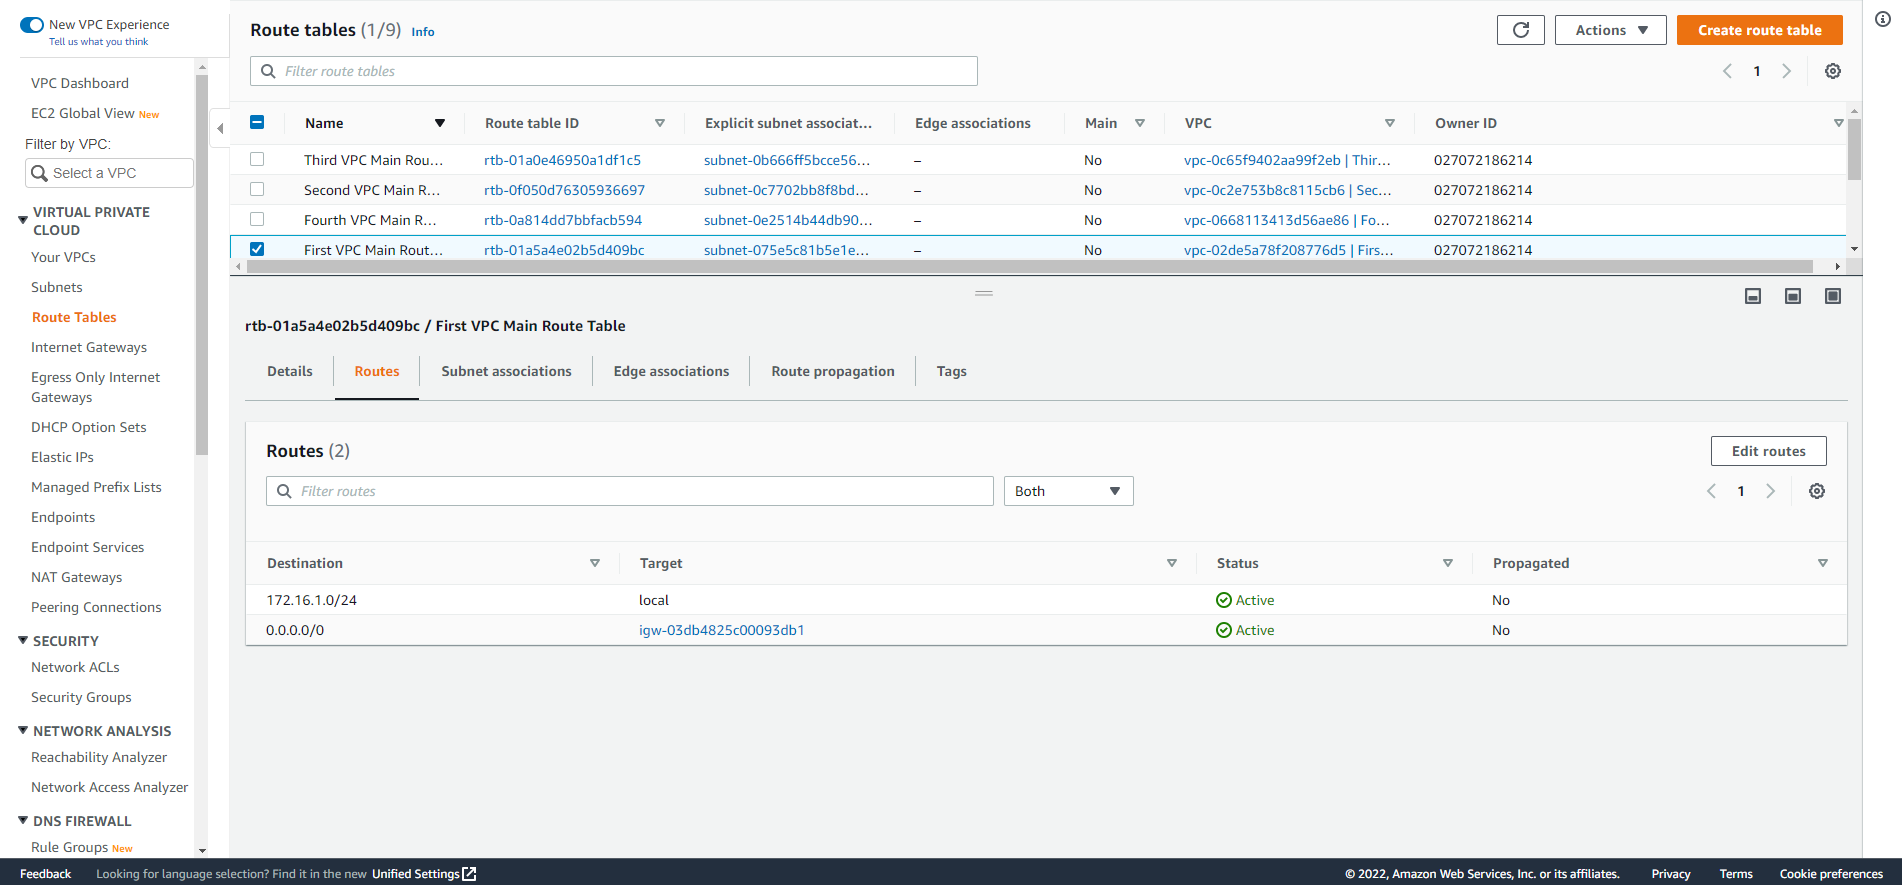 New VPC Experience
Tell us what you think
VPC Dashboard
EC2 Global View New
Filter by VPC:
Select a VPC
VIRTUAL PRIVATE
CLOUD
Your VPCs
Subnets
Route Tables
Internet Gateways
Egress Only Internet
Gateways
DHCP Option Sets
Elastic IPs
Managed Prefix Lists
Endpoints
Endpoint Services
NAT Gateways
Peering Connections
SECURITY
Network ACLs
Security Groups
NETWORK ANALYSIS
Reachability Analyzer
Network Access Analyzer
DNS FIREWALL
Rule Groups New
Route tables (1/9) Info
Actions
Create route table
Filter route tables
1
Name Route table ID Explicit subnet associat... Edge associations Main VPC Owner ID
Third VPC Main Rou... rtb-01a0e46950a1df1c5 subnet-0b666ff5bcce56... – No vpc-0c65f9402aa99f2eb | Thir... 027072186214
Second VPC Main R... rtb-0f050d76305936697 subnet-0c7702bb8f8bd... – No vpc-0c2e753b8c8115cb6 | Sec... 027072186214
Fourth VPC Main R... rtb-0a814dd7bbfacb594 subnet-0e2514b44db90... – No vpc-0668113413d56ae86 | Fo... 027072186214
First VPC Main Rout... rtb-01a5a4e02b5d409bc subnet-075e5c81b5e1e... – No vpc-02de5a78f208776d5 | Firs... 027072186214
rtb-01a5a4e02b5d409bc / First VPC Main Route Table
Details Routes Subnet associations Edge associations Route propagation Tags
Routes (2)
Edit routes
Filter routes
Both
1
Destination Target Status Propagated
172.16.1.0/24 local Active No
0.0.0.0/0 igw-03db4825c00093db1 Active No
Feedback Looking for language selection? Find it in the new Unified Settings © 2022, Amazon Web Services, Inc. or its affiliates. Privacy Terms Cookie preferences